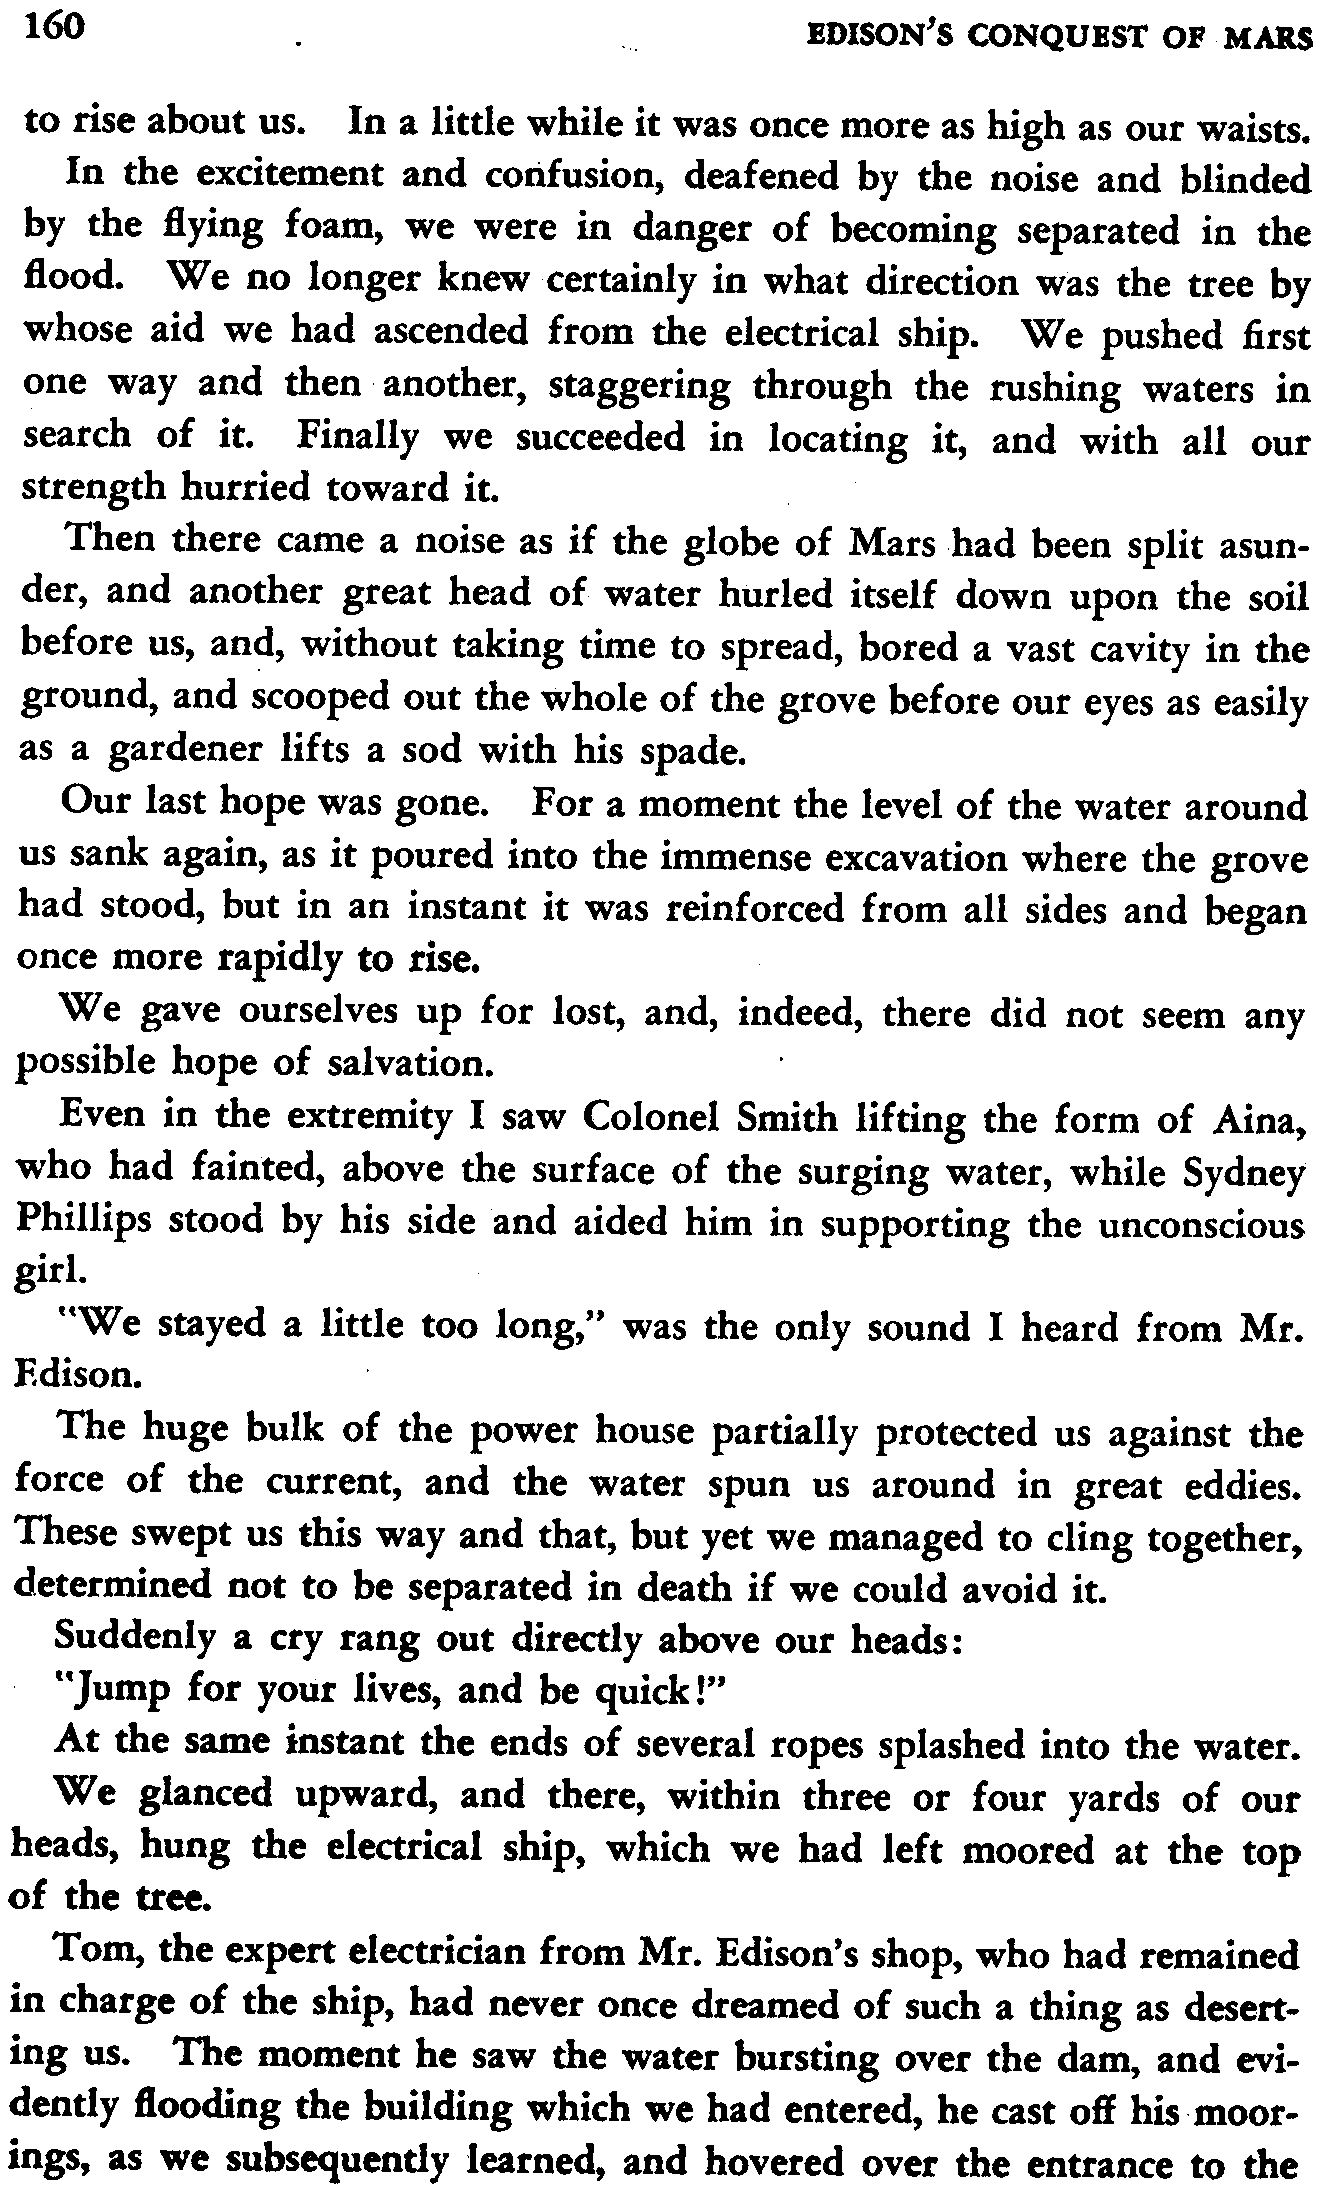 160 EDISON'S CONQUEST OF MARS
to rise about us. In a little while it was once more as high as our waists.
In the excitement and confusion, deafened by the noise and blinded
by the flying foam, we were in danger of becoming separated in the
flood. We no longer knew certainly in what direction was the tree by
whose aid we had ascended from the electrical ship. We pushed first
one way and then another, staggering through the rushing waters in
search of it. Finally we succeeded in locating it, and with all our
strength hurried toward it.
Then there came a noise as if the globe of Mars had been split asun-
der, and another great head of water hurled itself down upon the soil
before us, and, without taking time to spread, bored a vast cavity in the
ground, and scooped out the whole of the grove before our eyes as easily
as a gardener lifts a sod with his spade.
Our last hope was gone. For a moment the level of the water around
us sank again, as it poured into the immense excavation where the grove
had stood, but in an instant it was reinforced from all sides and began
once more rapidly to rise.
We gave ourselves up for lost, and, indeed, there did not seem any
possible hope of salvation.
Even in the extremity I saw Colonel Smith lifting the form of Aina,
who had fainted, above the surface of the surging water, while Sydney
Phillips stood by his side and aided him in supporting the unconscious
girl.
"We stayed a little too long," was the only sound I heard from Mr.
Edison.
The huge bulk of the power house partially protected us against the
force of the current, and the water spun us around in great eddies.
These swept us this way and that, but yet we managed to cling together,
determined not to be separated in death if we could avoid it.
Suddenly a cry rang out directly above our heads:
"Jump for your lives, and be quick!"
At the same instant the ends of several ropes splashed into the water.
We glanced upward, and there, within three or four yards of our
heads, hung the electrical ship, which we had left moored at the top
of the tree.
Tom, the expert electrician from Mr. Edison's shop, who had remained
in charge of the ship, had never once dreamed of such a thing as desert-
ing us. The moment he saw the water bursting over the dam, and evi-
dently flooding the building which we had entered, he cast off his moor-
ings, as we subsequently learned, and hovered over the entrance to the